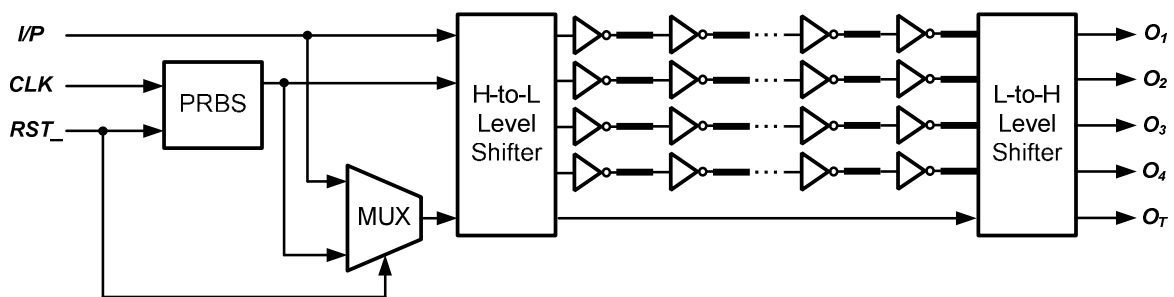 I/P
CLK
RST_
PRBS
MUX
H-to-L
Level
Shifter
L-to-H
Level
Shifter
O1
O2
O3
O4
OT